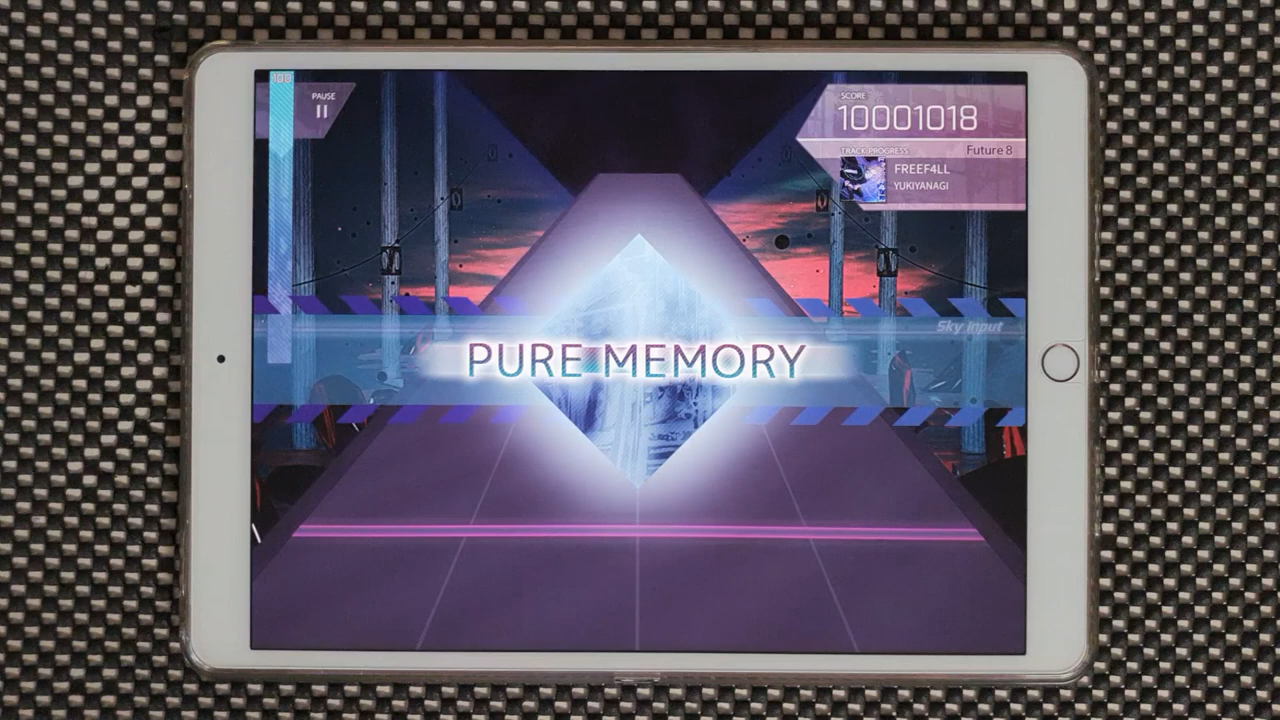 100
PAUSE
SCORE
10001018
TRACK PROGRESS
Future 8
FREEF4LL
YUKIYANAGI
Sky Input
PURE MEMORY